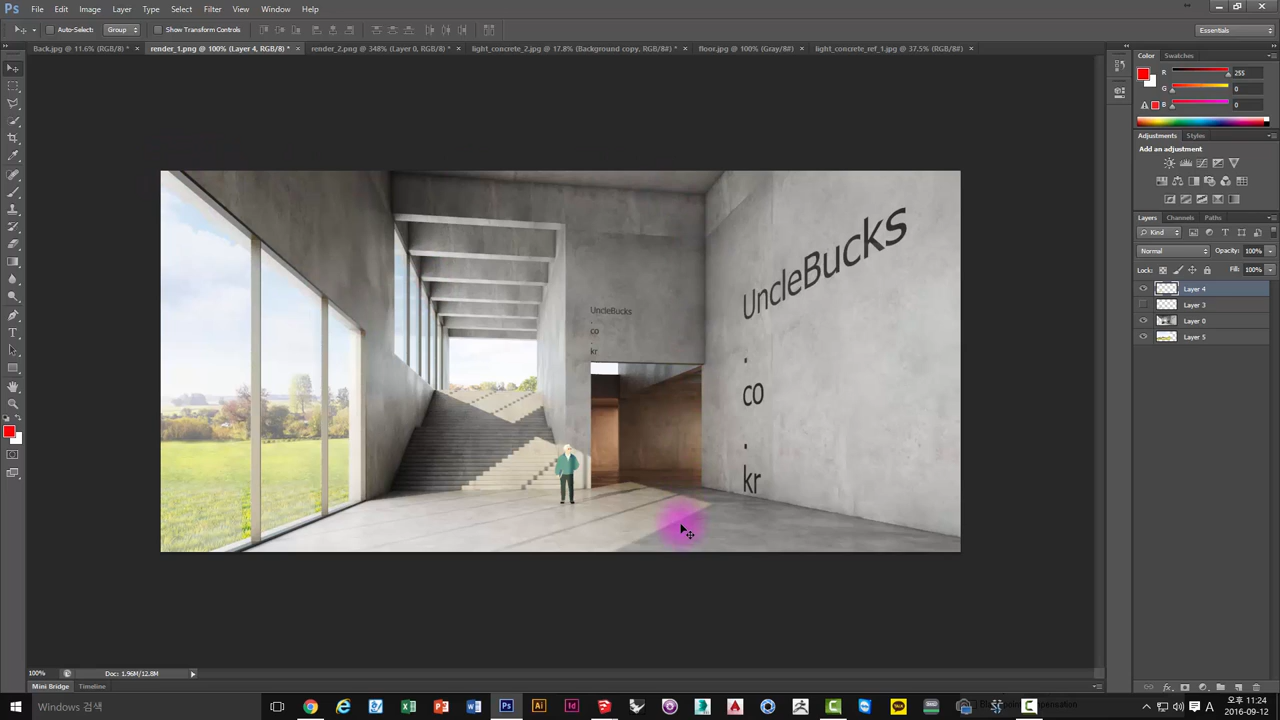 Ps File Edit Image Layer Type Select Filter 3D View Window Help
Auto-Select: Group Show Transform Controls Essentials
Back.jpg @ 11.6% (RGB/8) * × render_1.png @ 100% (Layer 4, RGB/8) * × render_2.png @ 348% (Layer 0, RGB/8) * × light_concrete_2.jpg @ 17.8% (Background copy, RGB/8#) * × floor.jpg @ 100% (Gray/8#) × light_concrete_ref_1.jpg @ 37.5% (RGB/8#) ×
Color Swatches
R 255
G 0
B 0
Adjustments Styles
Add an adjustment
Layers Channels Paths
Kind
Normal Opacity: 100%
Lock: Fill: 100%
Layer 4
Layer 3
Layer 0
Layer 5
UncleBucks
.
co
.
kr
UncleBucks
.
co
.
kr
100% Doc: 1.96M/12.8M
Mini Bridge Timeline
Windows 검색
A 오후 11:24
2016-09-12